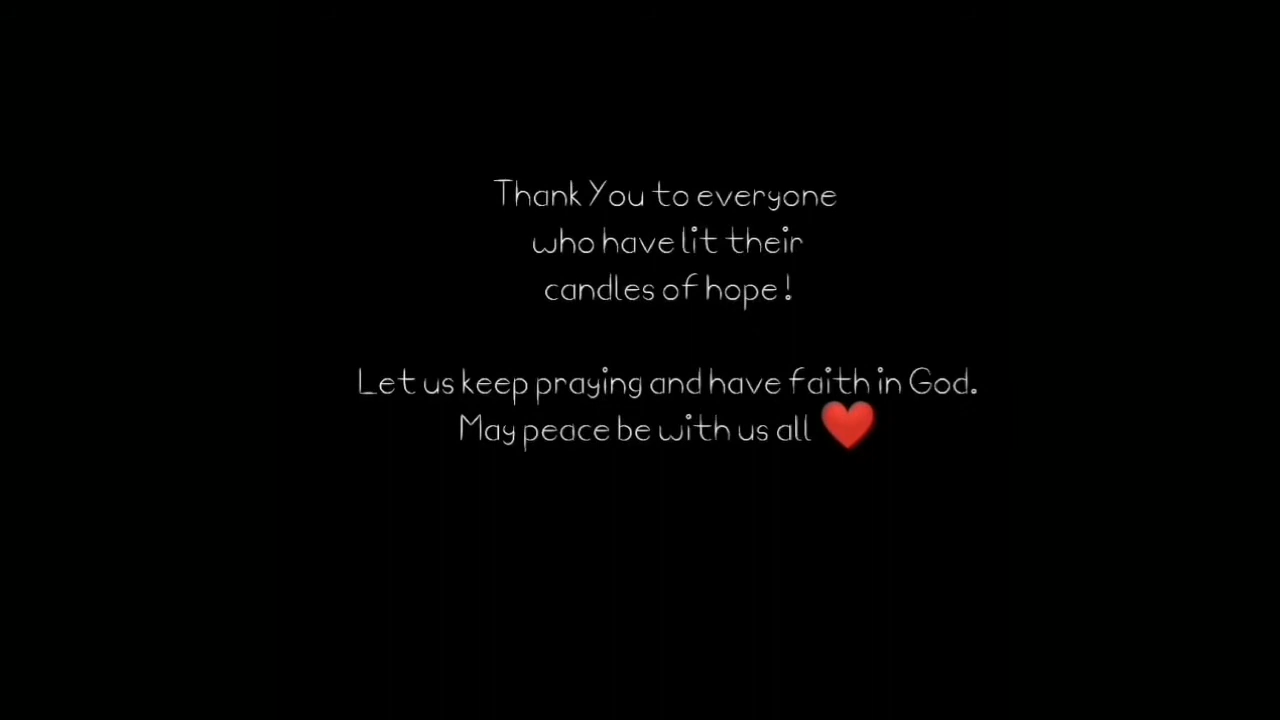 Thank You to everyone
who have lit their
candles of hope!
Let us keep praying and have faith in God.
May peace be with us all ❤️